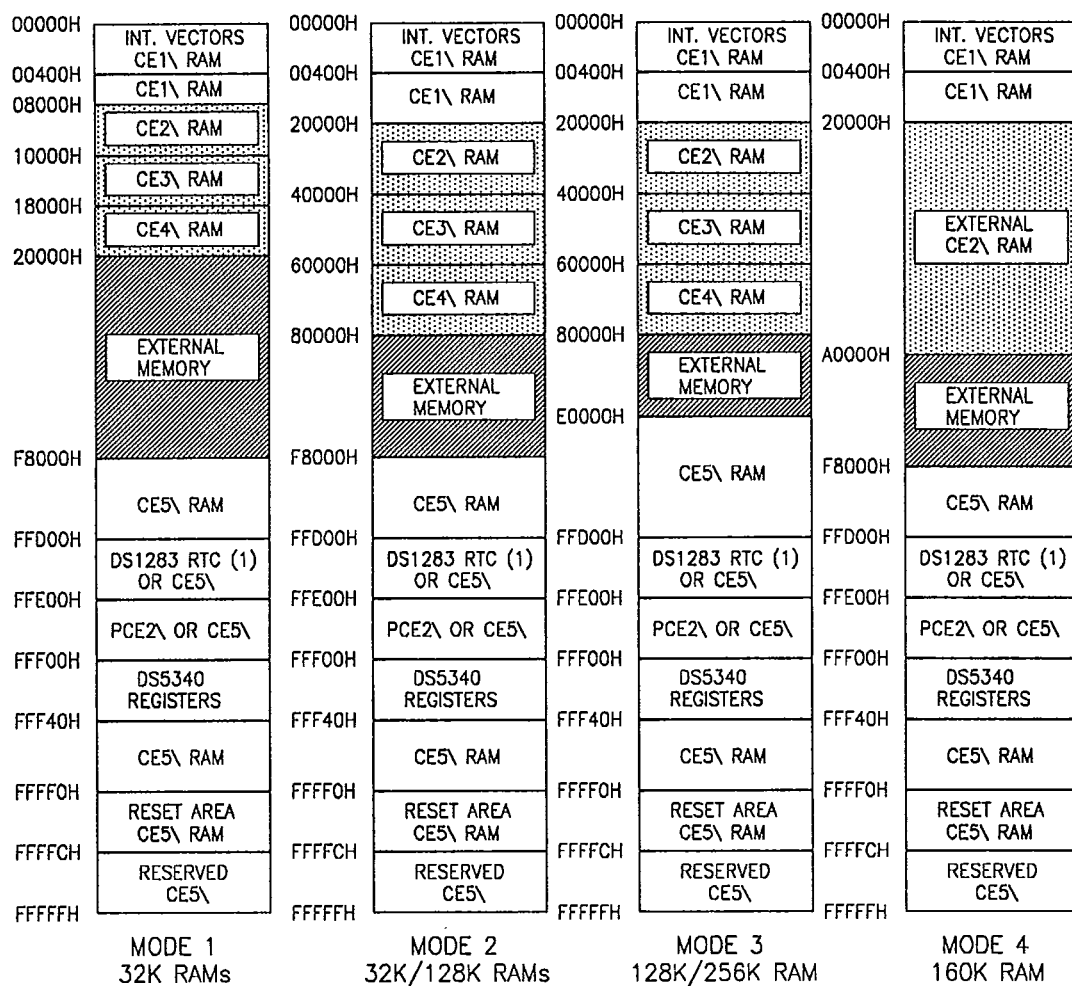 00000H
INT. VECTORS
CE1\ RAM
00400H
CE1\ RAM
08000H
CE2\ RAM
10000H
CE3\ RAM
18000H
CE4\ RAM
20000H
EXTERNAL
MEMORY
F8000H
CE5\ RAM
FFD00H
DS1283 RTC (1)
OR CE5\
FFE00H
PCE2\ OR CE5\
FFF00H
DS5340
REGISTERS
FFF40H
CE5\ RAM
FFFF0H
RESET AREA
CE5\ RAM
FFFFCH
RESERVED
CE5\
FFFFFH
MODE 1
32K RAMs
00000H
INT. VECTORS
CE1\ RAM
00400H
CE1\ RAM
20000H
CE2\ RAM
40000H
CE3\ RAM
60000H
CE4\ RAM
80000H
EXTERNAL
MEMORY
F8000H
CE5\ RAM
FFD00H
DS1283 RTC (1)
OR CE5\
FFE00H
PCE2\ OR CE5\
FFF00H
DS5340
REGISTERS
FFF40H
CE5\ RAM
FFFF0H
RESET AREA
CE5\ RAM
FFFFCH
RESERVED
CE5\
FFFFFH
MODE 2
32K/128K RAMs
00000H
INT. VECTORS
CE1\ RAM
00400H
CE1\ RAM
20000H
CE2\ RAM
40000H
CE3\ RAM
60000H
CE4\ RAM
80000H
EXTERNAL
MEMORY
E0000H
CE5\ RAM
FFD00H
DS1283 RTC (1)
OR CE5\
FFE00H
PCE2\ OR CE5\
FFF00H
DS5340
REGISTERS
FFF40H
CE5\ RAM
FFFF0H
RESET AREA
CE5\ RAM
FFFFCH
RESERVED
CE5\
FFFFFH
MODE 3
128K/256K RAM
00000H
INT. VECTORS
CE1\ RAM
00400H
CE1\ RAM
20000H
EXTERNAL
CE2\ RAM
A0000H
EXTERNAL
MEMORY
F8000H
CE5\ RAM
FFD00H
DS1283 RTC (1)
OR CE5\
FFE00H
PCE2\ OR CE5\
FFF00H
DS5340
REGISTERS
FFF40H
CE5\ RAM
FFFF0H
RESET AREA
CE5\ RAM
FFFFCH
RESERVED
CE5\
FFFFFH
MODE 4
160K RAM